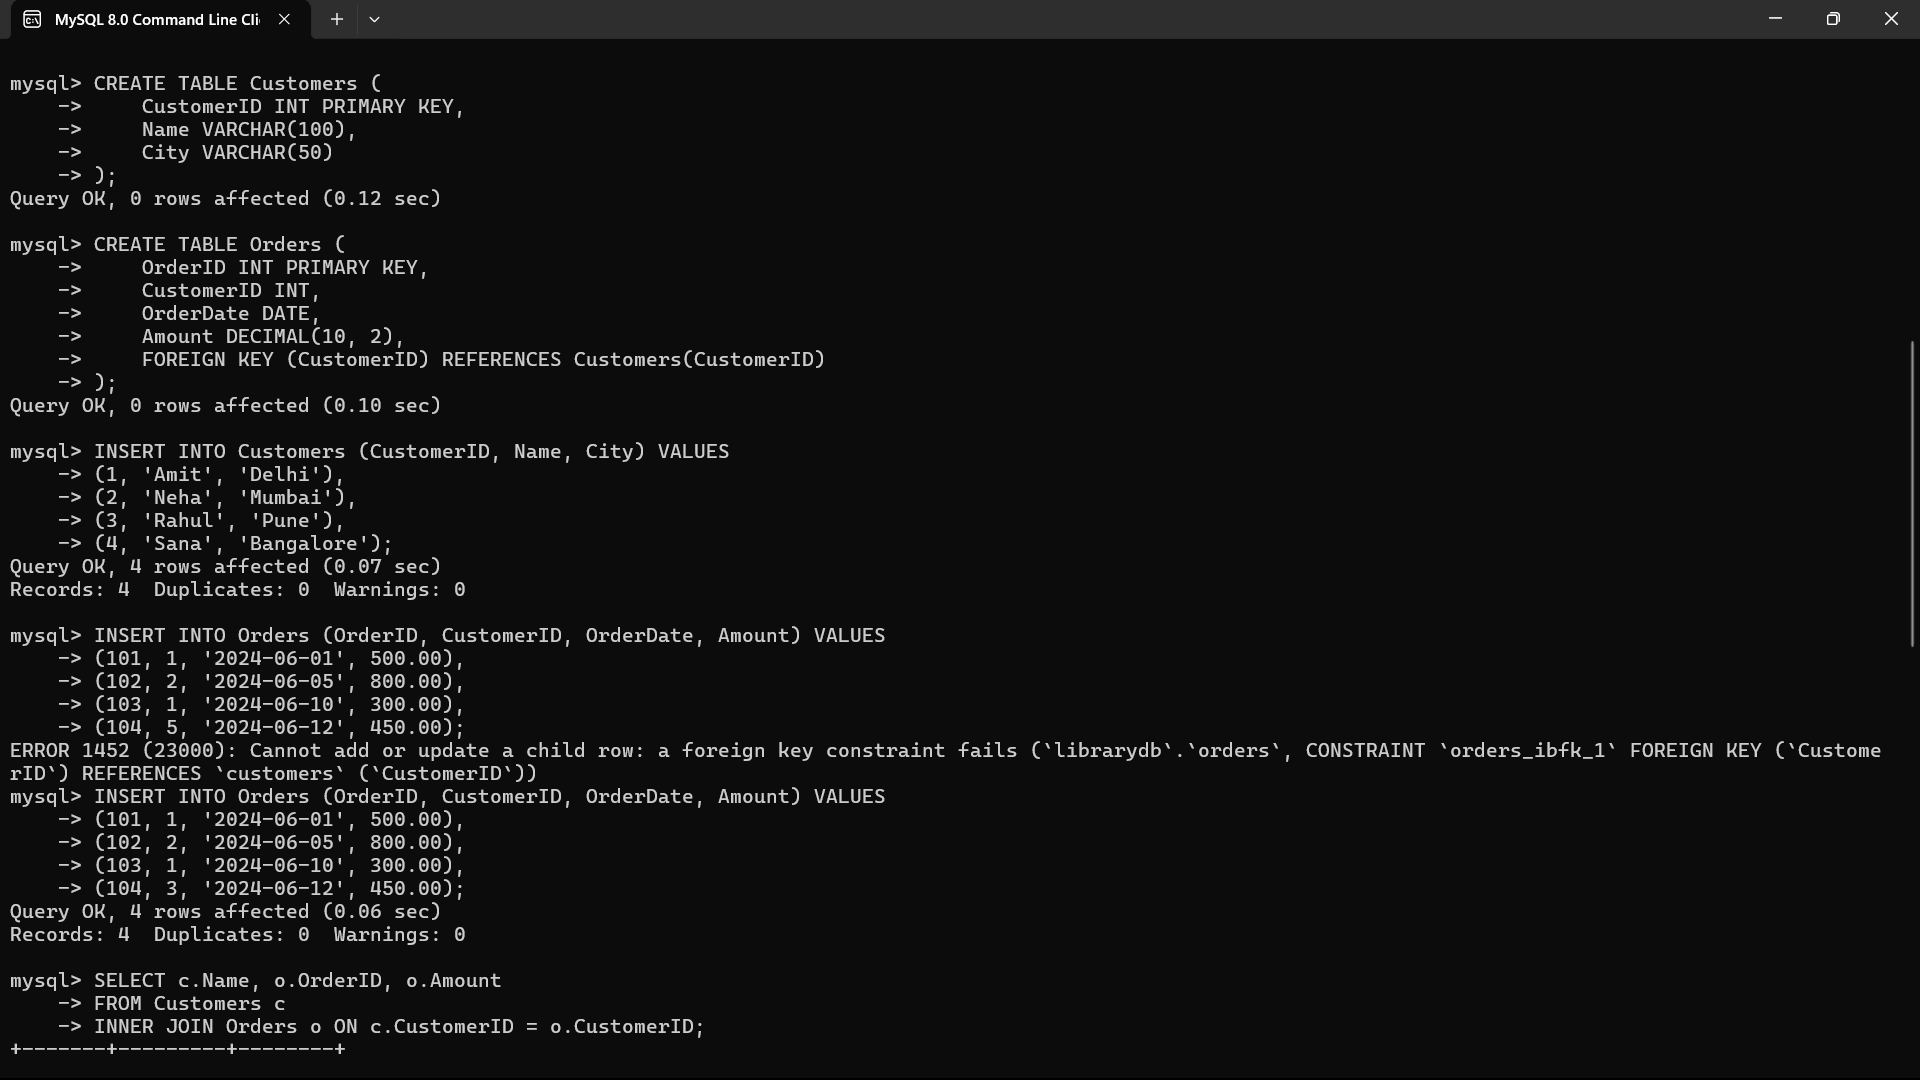 MySQL 8.0 Command Line Cli
mysql> CREATE TABLE Customers (
    ->     CustomerID INT PRIMARY KEY,
    ->     Name VARCHAR(100),
    ->     City VARCHAR(50)
    -> );
Query OK, 0 rows affected (0.12 sec)
mysql> CREATE TABLE Orders (
    ->     OrderID INT PRIMARY KEY,
    ->     CustomerID INT,
    ->     OrderDate DATE,
    ->     Amount DECIMAL(10, 2),
    ->     FOREIGN KEY (CustomerID) REFERENCES Customers(CustomerID)
    -> );
Query OK, 0 rows affected (0.10 sec)
mysql> INSERT INTO Customers (CustomerID, Name, City) VALUES
    -> (1, 'Amit', 'Delhi'),
    -> (2, 'Neha', 'Mumbai'),
    -> (3, 'Rahul', 'Pune'),
    -> (4, 'Sana', 'Bangalore');
Query OK, 4 rows affected (0.07 sec)
Records: 4  Duplicates: 0  Warnings: 0
mysql> INSERT INTO Orders (OrderID, CustomerID, OrderDate, Amount) VALUES
    -> (101, 1, '2024-06-01', 500.00),
    -> (102, 2, '2024-06-05', 800.00),
    -> (103, 1, '2024-06-10', 300.00),
    -> (104, 5, '2024-06-12', 450.00);
ERROR 1452 (23000): Cannot add or update a child row: a foreign key constraint fails (`librarydb`.`orders`, CONSTRAINT `orders_ibfk_1` FOREIGN KEY (`Custome
rID`) REFERENCES `customers` (`CustomerID`))
mysql> INSERT INTO Orders (OrderID, CustomerID, OrderDate, Amount) VALUES
    -> (101, 1, '2024-06-01', 500.00),
    -> (102, 2, '2024-06-05', 800.00),
    -> (103, 1, '2024-06-10', 300.00),
    -> (104, 3, '2024-06-12', 450.00);
Query OK, 4 rows affected (0.06 sec)
Records: 4  Duplicates: 0  Warnings: 0
mysql> SELECT c.Name, o.OrderID, o.Amount
    -> FROM Customers c
    -> INNER JOIN Orders o ON c.CustomerID = o.CustomerID;
+-------+---------+--------+